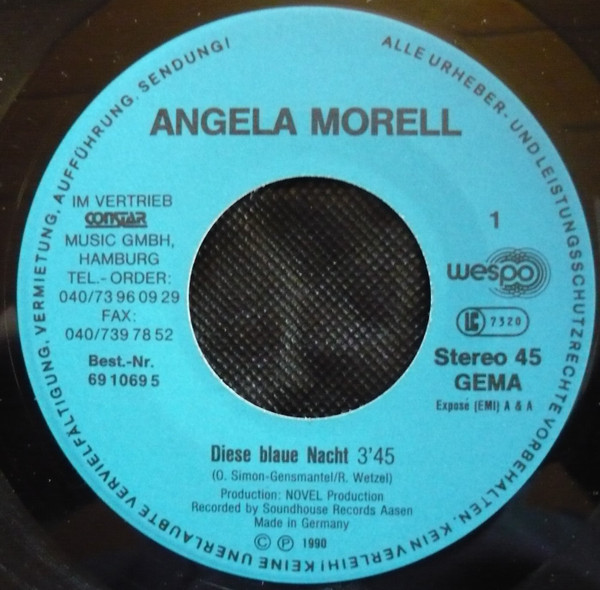 ALLE URHEBER- UND LEISTUNGSSCHUTZRECHTE VORBEHALTEN. KEIN VERLEIH! KEINE UNERLAUBTE VERVIELFÄLTIGUNG, VERMIETUNG, AUFFÜHRUNG, SENDUNG!
ANGELA MORELL
IM VERTRIEB
CONSTAR
MUSIC GMBH,
HAMBURG
TEL.-ORDER:
040/73 96 09 29
FAX:
040/739 78 52
Best.-Nr.
69 1069 5
1
wespo
LC 7320
Stereo 45
GEMA
Exposé (EMI) A & A
Diese blaue Nacht 3'45
(O. Simon-Gensmantel/R. Wetzel)
Production: NOVEL Production
Recorded by Soundhouse Records Aasen
Made in Germany
© ℗ 1990